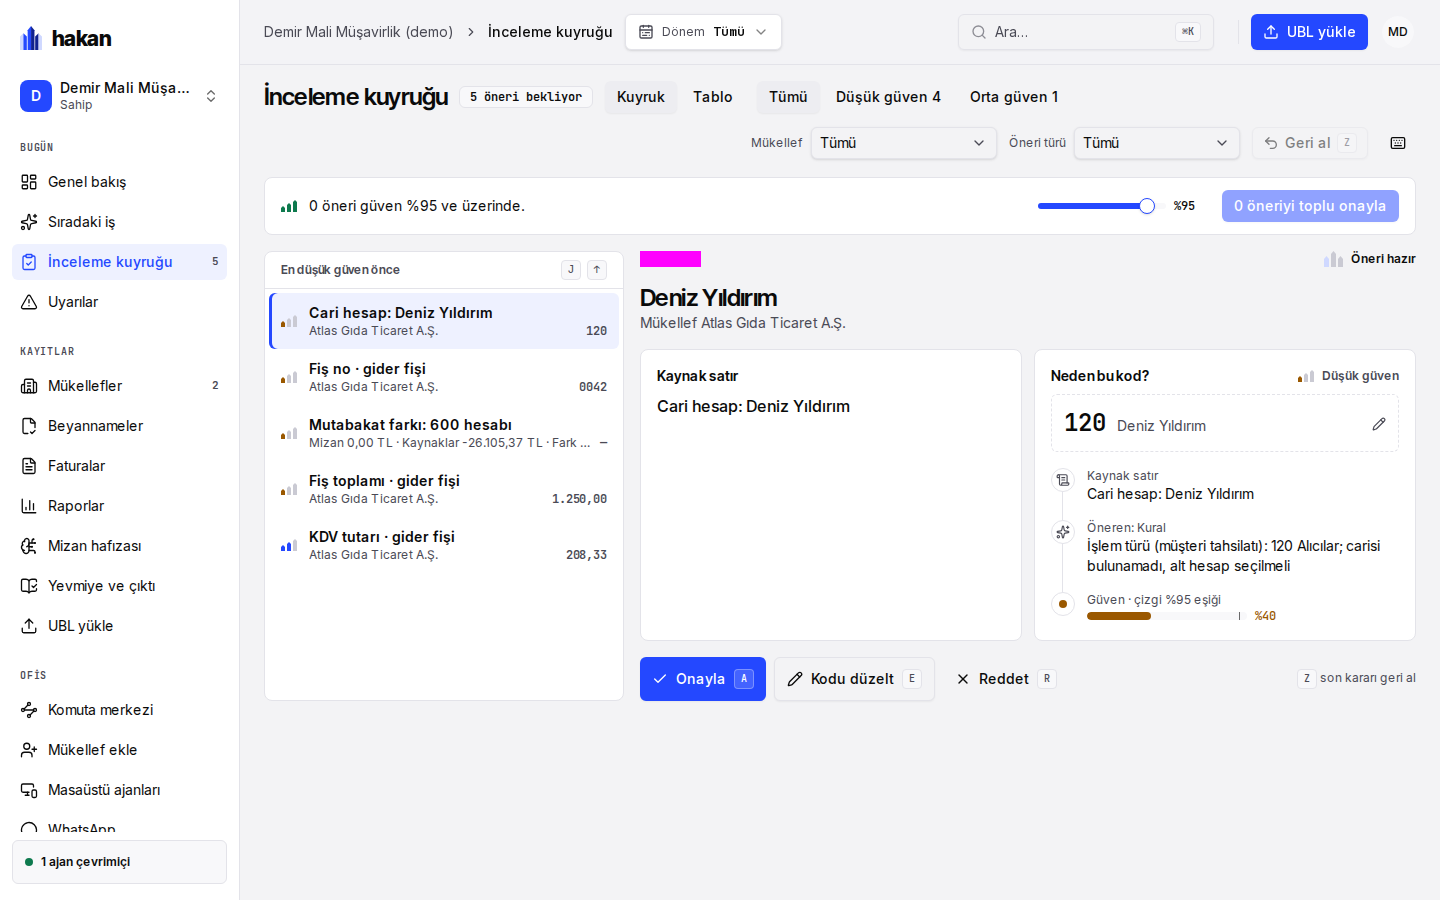 hakan
D
Demir Mali Müşa...
Sahip
BUGÜN
Genel bakış
Sıradaki iş
İnceleme kuyruğu 5
Uyarılar
KAYITLAR
Mükellefler 2
Beyannameler
Faturalar
Raporlar
Mizan hafızası
Yevmiye ve çıktı
UBL yükle
OFİS
Komuta merkezi
Mükellef ekle
Masaüstü ajanları
WhatsApp
1 ajan çevrimiçi
Demir Mali Müşavirlik (demo) > İnceleme kuyruğu
Dönem Tümü
Ara... ⌘K
UBL yükle
MD
İnceleme kuyruğu
5 öneri bekliyor
Kuyruk Tablo
Tümü Düşük güven 4 Orta güven 1
Mükellef Tümü
Öneri türü Tümü
Geri al Z
0 öneri güven %95 ve üzerinde.
%95
0 öneriyi toplu onayla
En düşük güven önce J ↑
Cari hesap: Deniz Yıldırım
Atlas Gıda Ticaret A.Ş. 120
Fiş no · gider fişi
Atlas Gıda Ticaret A.Ş. 0042
Mutabakat farkı: 600 hesabı
Mizan 0,00 TL · Kaynaklar -26.105,37 TL · Fark ... —
Fiş toplamı · gider fişi
Atlas Gıda Ticaret A.Ş. 1.250,00
KDV tutarı · gider fişi
Atlas Gıda Ticaret A.Ş. 208,33
Öneri hazır
Deniz Yıldırım
Mükellef Atlas Gıda Ticaret A.Ş.
Kaynak satır
Cari hesap: Deniz Yıldırım
Neden bu kod? Düşük güven
120 Deniz Yıldırım
Kaynak satır
Cari hesap: Deniz Yıldırım
Öneren: Kural
İşlem türü (müşteri tahsilatı): 120 Alıcılar; carisi
bulunamadı, alt hesap seçilmeli
Güven · çizgi %95 eşiği
%40
Onayla A
Kodu düzelt E
Reddet R
Z son kararı geri al